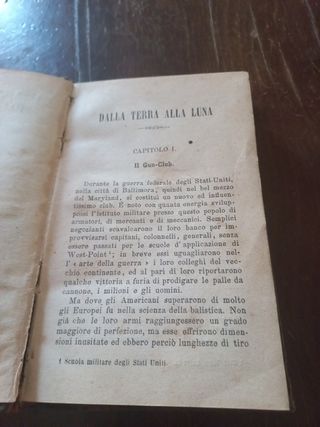 DALLA TERRA ALLA LUNA
CAPITOLO I.
Il Gun-Club.
Durante la guerra federale degli Stati-Uniti,
nella città di Baltimora, quindi nel bel mezzo
del Maryland, si costituì un nuovo ed influen-
tissimo club. È noto con quanta energia svilup-
possi l'istituto militare presso questo popolo di
armatori, di mercanti e di meccanici. Semplici
negozianti scavalcarono il loro banco per im-
provvisarsi capitani, colonnelli, generali, senza
essere passati per le scuole d'applicazione di
West-Point ¹; in breve essi uguagliarono nel-
l'« arte della guerra » i loro colleghi del vec-
chio continente, ed al pari di loro riportarono
qualche vittoria a furia di prodigare le palle da
cannone, i milioni e gli uomini.
Ma dove gli Americani superarono di molto
gli Europei fu nella scienza della balistica. Non
già che le loro armi raggiungessero un grado
maggiore di perfezione, ma esse offrirono dimen-
sioni inusitate ed ebbero perciò lunghezze di tiro
1 Scuola militare degli Stati Uniti.